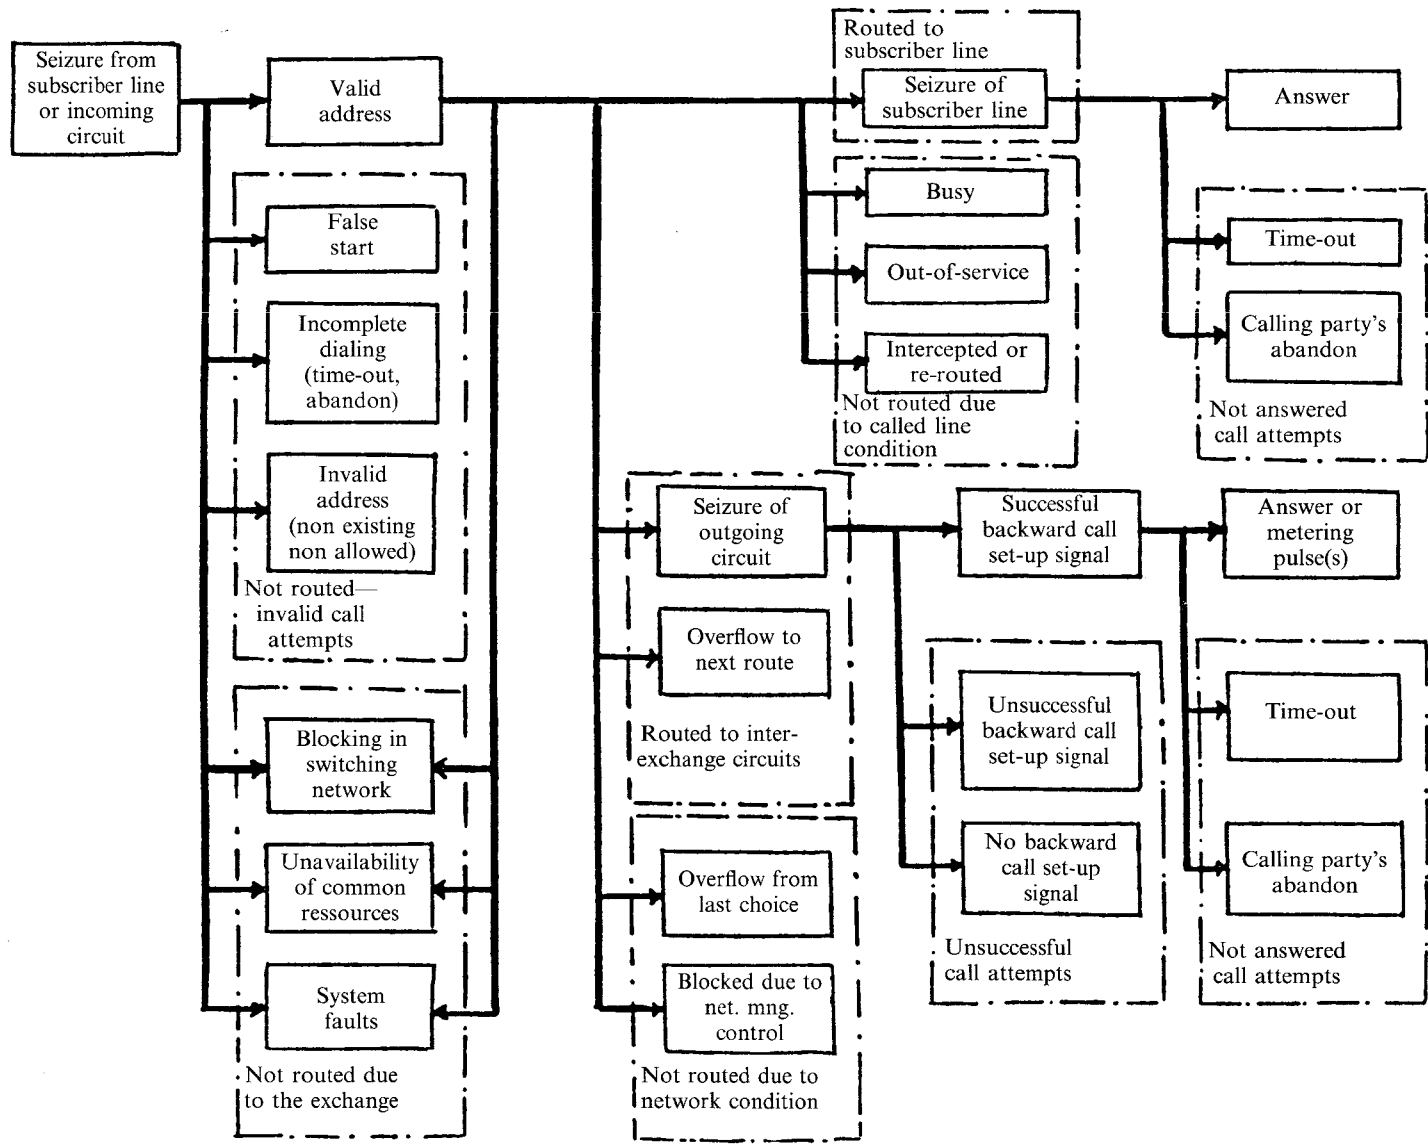 Seizure from
subscriber line
or incoming
circuit
Valid
address
False
start
Incomplete
dialing
(time-out,
abandon)
Invalid
address
(non existing
non allowed)
Not routed—
invalid call
attempts
Blocking in
switching
network
Unavailability
of common
ressources
System
faults
Not routed due
to the exchange
Routed to
subscriber line
Seizure of
subscriber line
Busy
Out-of-service
Intercepted or
re-routed
Not routed due
to called line
condition
Answer
Time-out
Calling party's
abandon
Not answered
call attempts
Seizure of
outgoing
circuit
Overflow to
next route
Routed to inter-
exchange circuits
Overflow from
last choice
Blocked due to
net. mng.
control
Not routed due to
network condition
Successful
backward call
set-up signal
Unsuccessful
backward call
set-up signal
No backward
call set-up
signal
Unsuccessful
call attempts
Answer or
metering
pulse(s)
Time-out
Calling party's
abandon
Not answered
call attempts